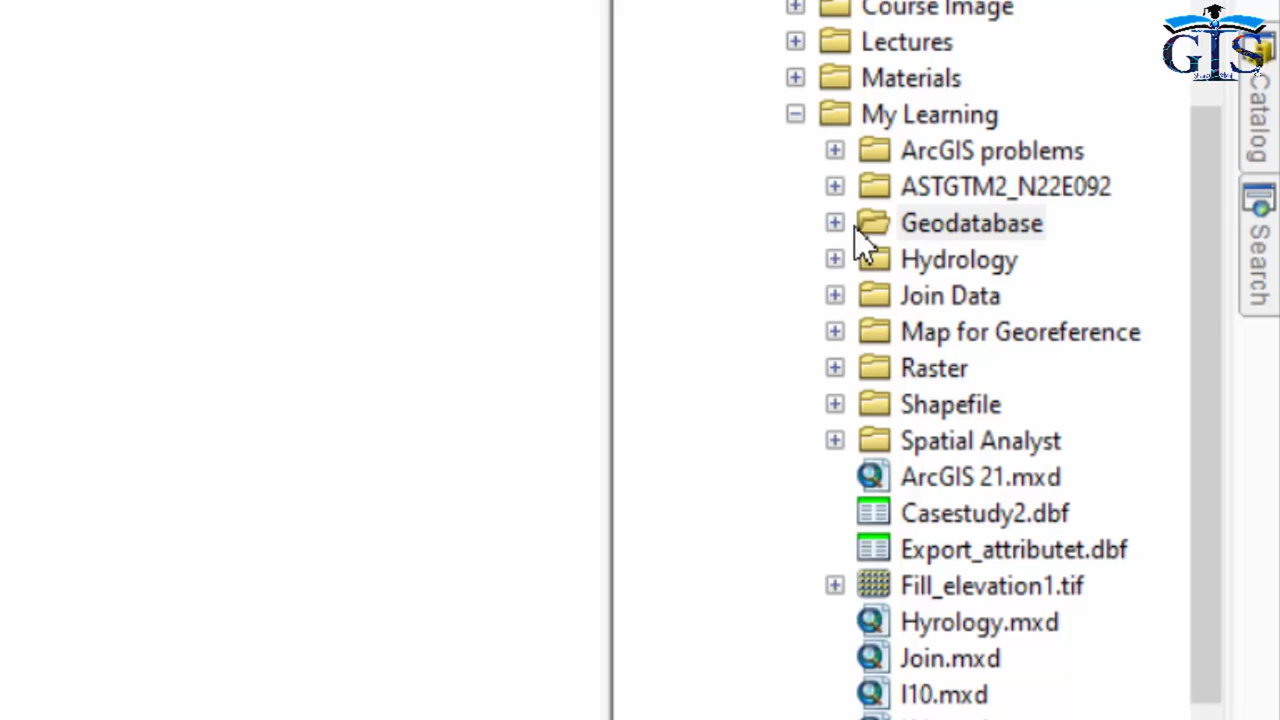 Course Image
Lectures
Materials
My Learning
ArcGIS problems
ASTGTM2_N22E092
Geodatabase
Hydrology
Join Data
Map for Georeference
Raster
Shapefile
Spatial Analyst
ArcGIS 21.mxd
Casestudy2.dbf
Export_attributet.dbf
Fill_elevation1.tif
Hyrology.mxd
Join.mxd
l10.mxd
GIS
Catalog
Search